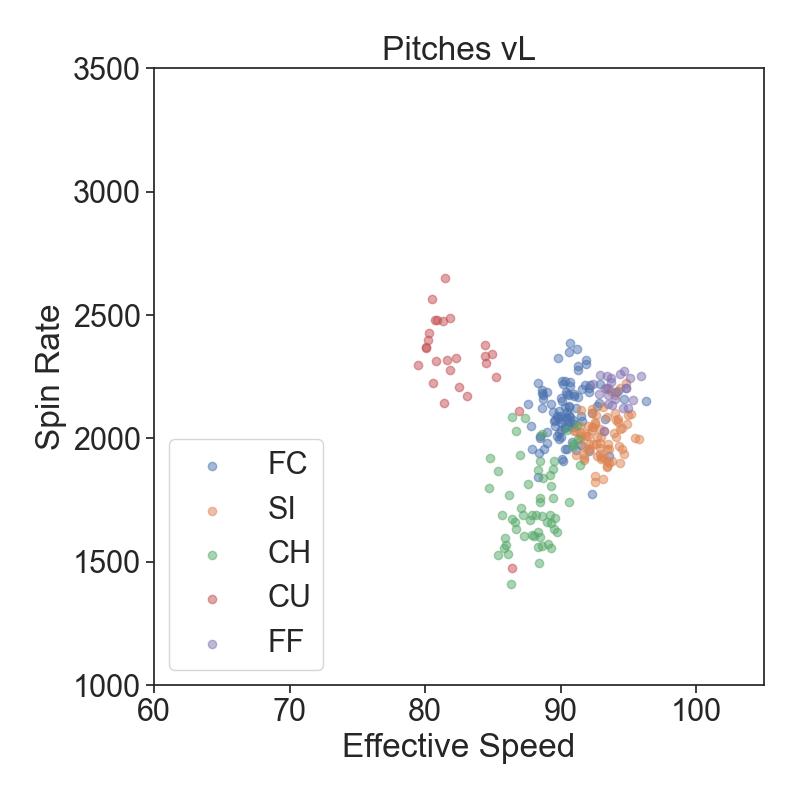 Pitches vL
3500
3000
2500
2000
1500
1000
Spin Rate
FC
SI
CH
CU
FF
60 70 80 90 100
Effective Speed